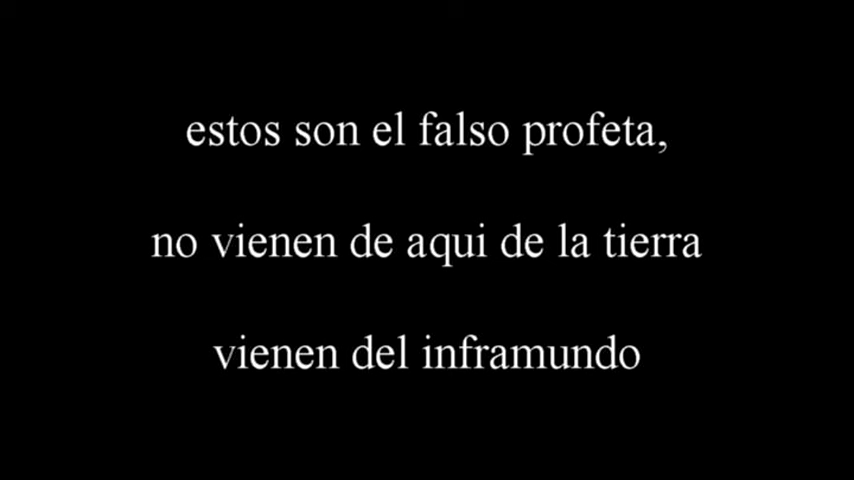 estos son el falso profeta,
no vienen de aqui de la tierra
vienen del inframundo